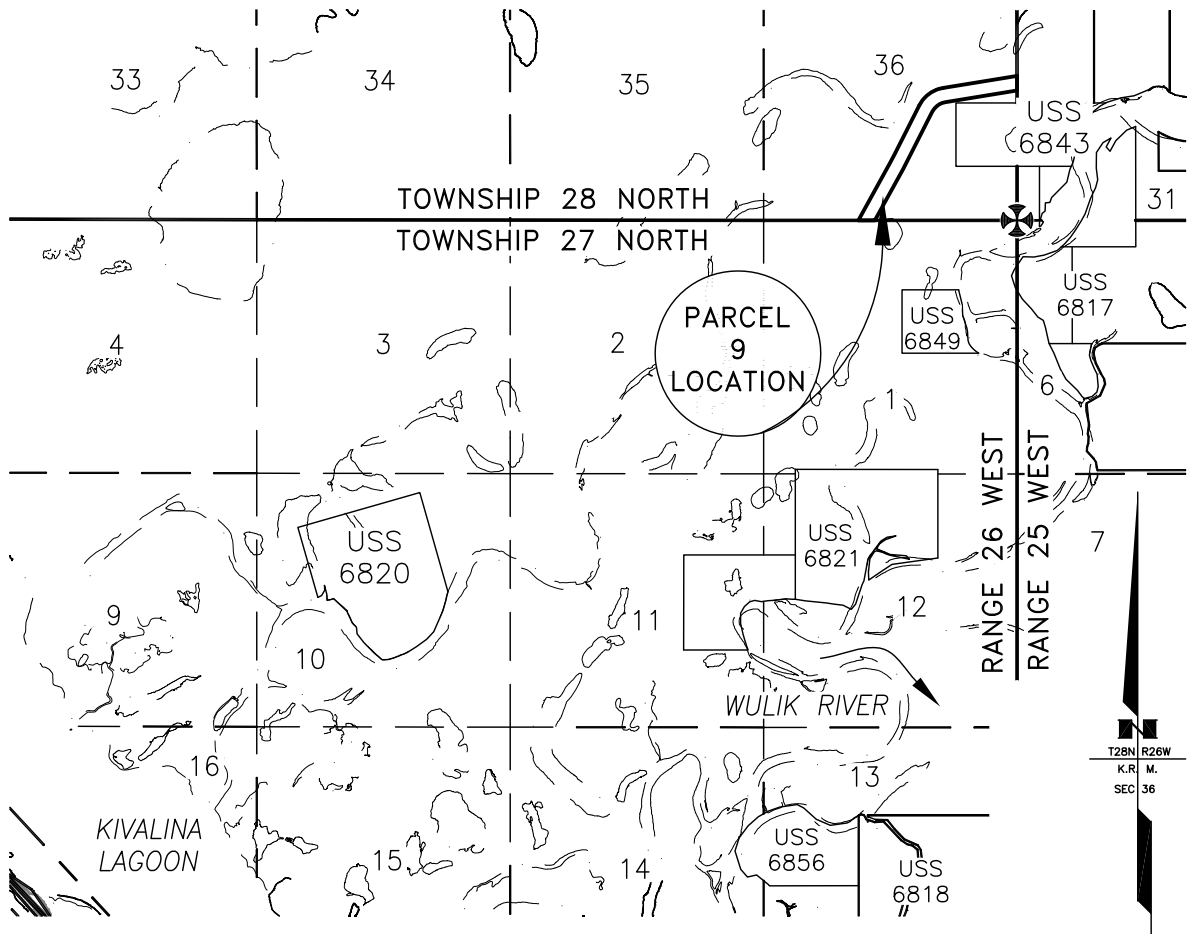 33
34
35
36
USS
6843
31
TOWNSHIP 28 NORTH
TOWNSHIP 27 NORTH
4
3
2
PARCEL
9
LOCATION
USS
6849
USS
6817
6
1
RANGE 26 WEST
RANGE 25 WEST
USS
6820
USS
6821
7
9
10
11
12
WULIK RIVER
N
T28N R26W
K.R. M.
SEC 36
16
13
KIVALINA
LAGOON
15
14
USS
6856
USS
6818